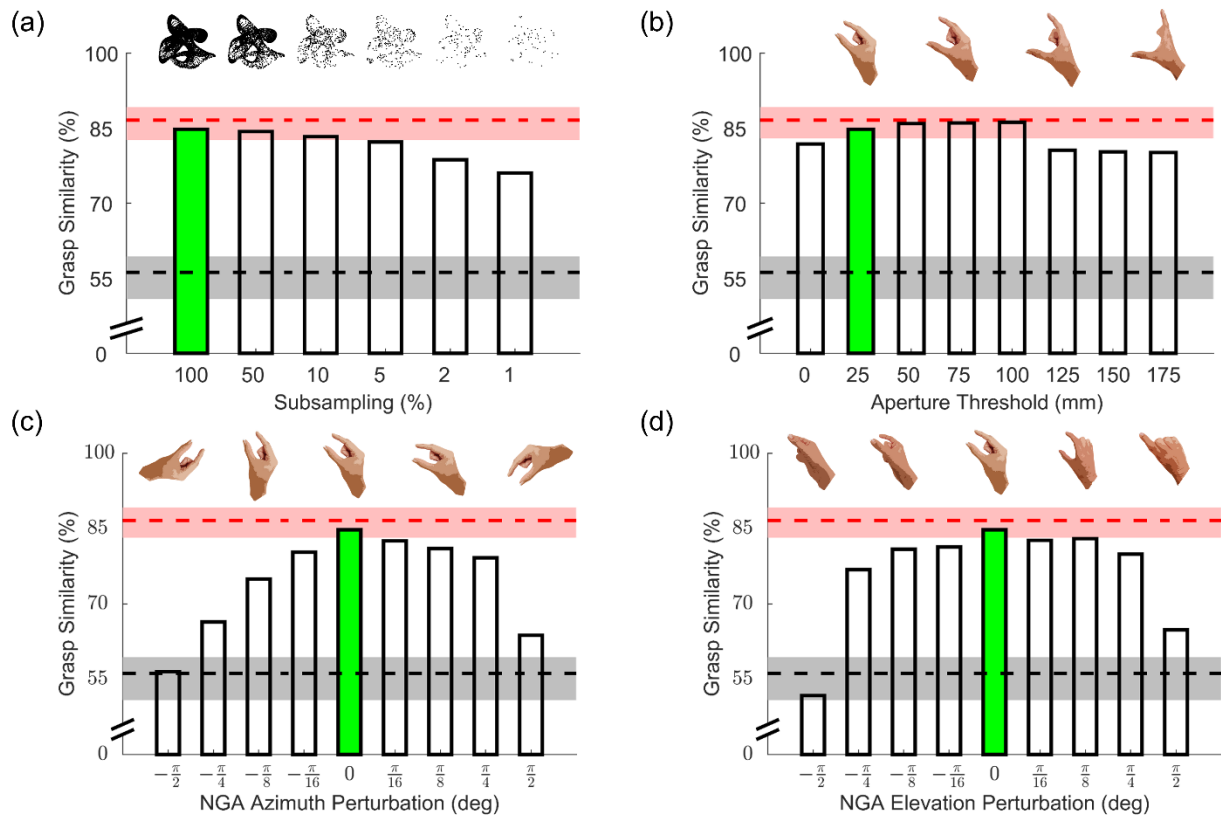 (a)
100
85
70
55
0
Grasp Similarity (%)
100 50 10 5 2 1
Subsampling (%)
(b)
100
85
70
55
0
Grasp Similarity (%)
0 25 50 75 100 125 150 175
Aperture Threshold (mm)
(c)
100
85
70
55
0
Grasp Similarity (%)
−π/2 −π/4 −π/8 −π/16 0 π/16 π/8 π/4 π/2
NGA Azimuth Perturbation (deg)
(d)
100
85
70
55
0
Grasp Similarity (%)
−π/2 −π/4 −π/8 −π/16 0 π/16 π/8 π/4 π/2
NGA Elevation Perturbation (deg)